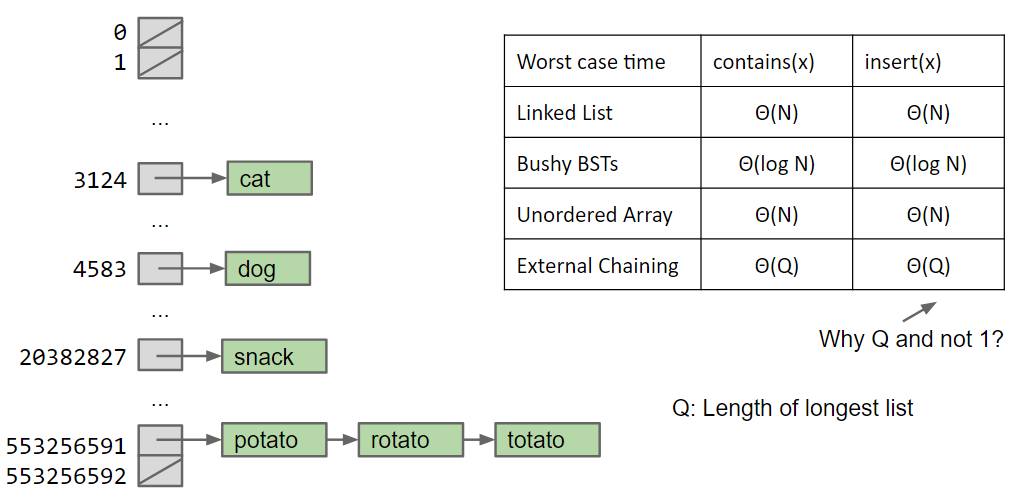 0
1
...
3124 cat
...
4583 dog
...
20382827 snack
...
553256591 potato rotato totato
553256592
Worst case time contains(x) insert(x)
Linked List Θ(N) Θ(N)
Bushy BSTs Θ(log N) Θ(log N)
Unordered Array Θ(N) Θ(N)
External Chaining Θ(Q) Θ(Q)
Why Q and not 1?
Q: Length of longest list